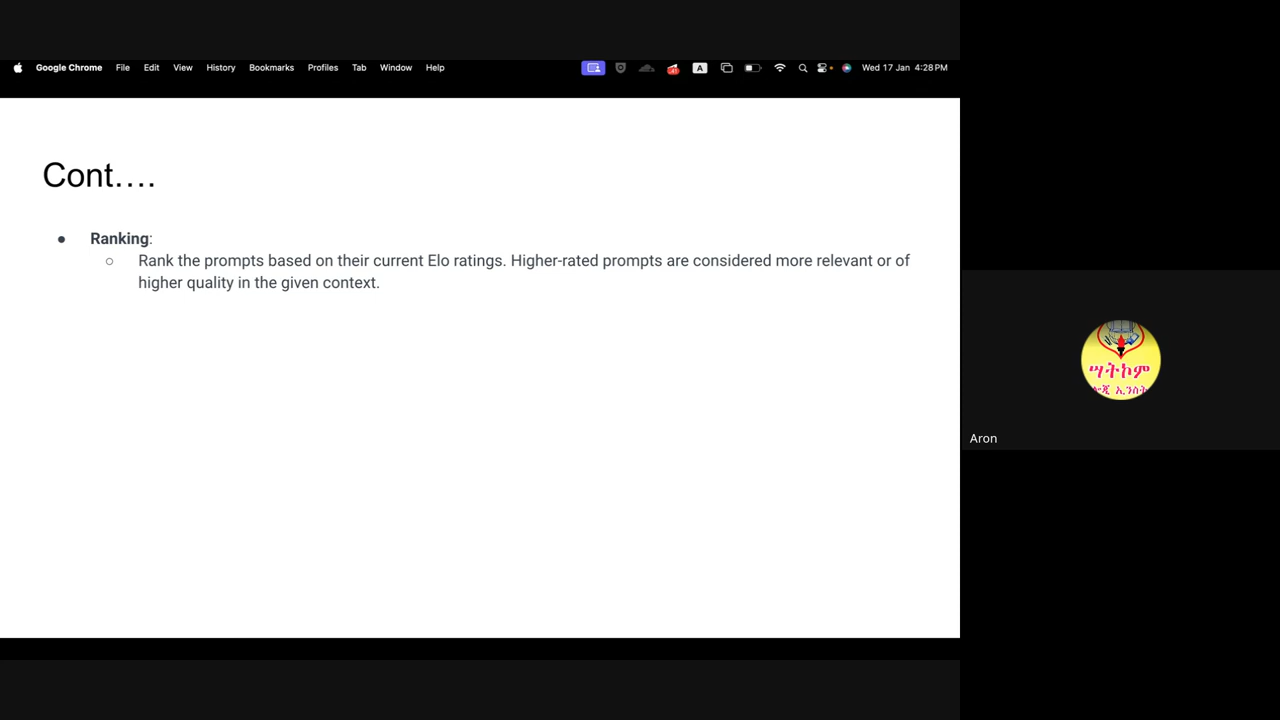 Google Chrome File Edit View History Bookmarks Profiles Tab Window Help A Wed 17 Jan 4:28 PM
Cont….
● Ranking:
○ Rank the prompts based on their current Elo ratings. Higher-rated prompts are considered more relevant or of
higher quality in the given context.
ሣትኮም
ኢንስት
Aron